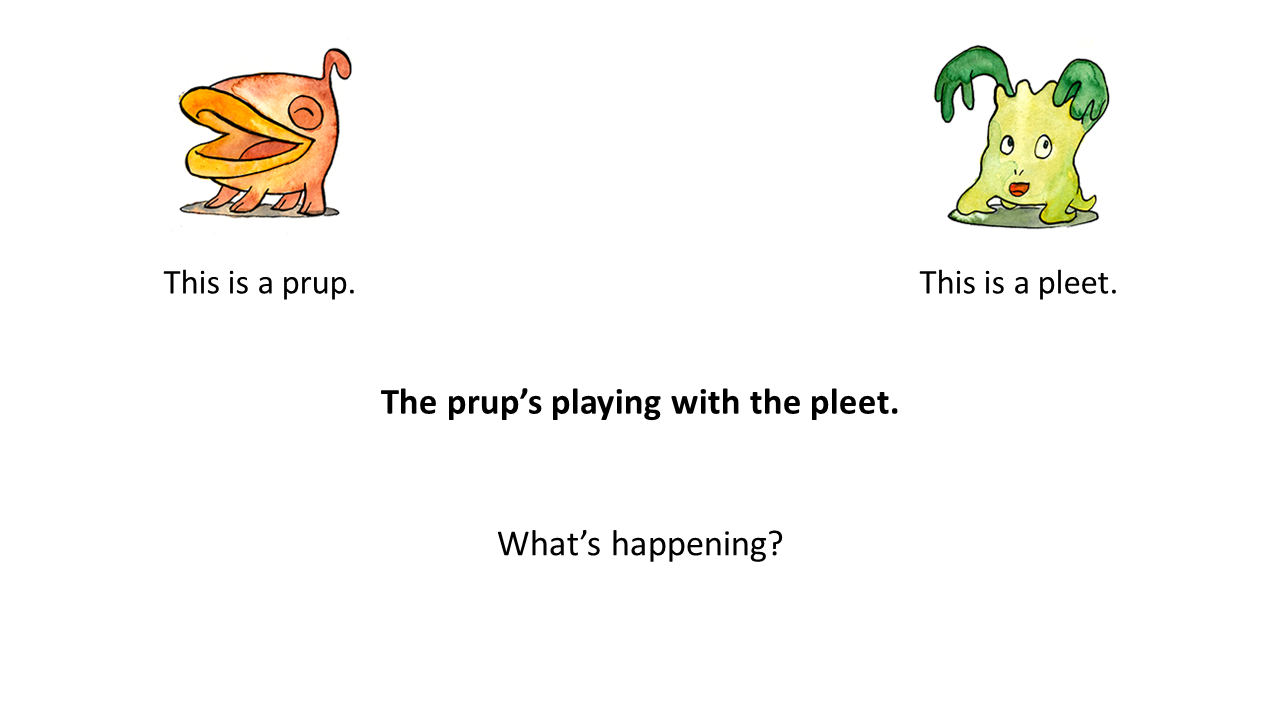 This is a prup.
This is a pleet.
The prup’s playing with the pleet.
What’s happening?